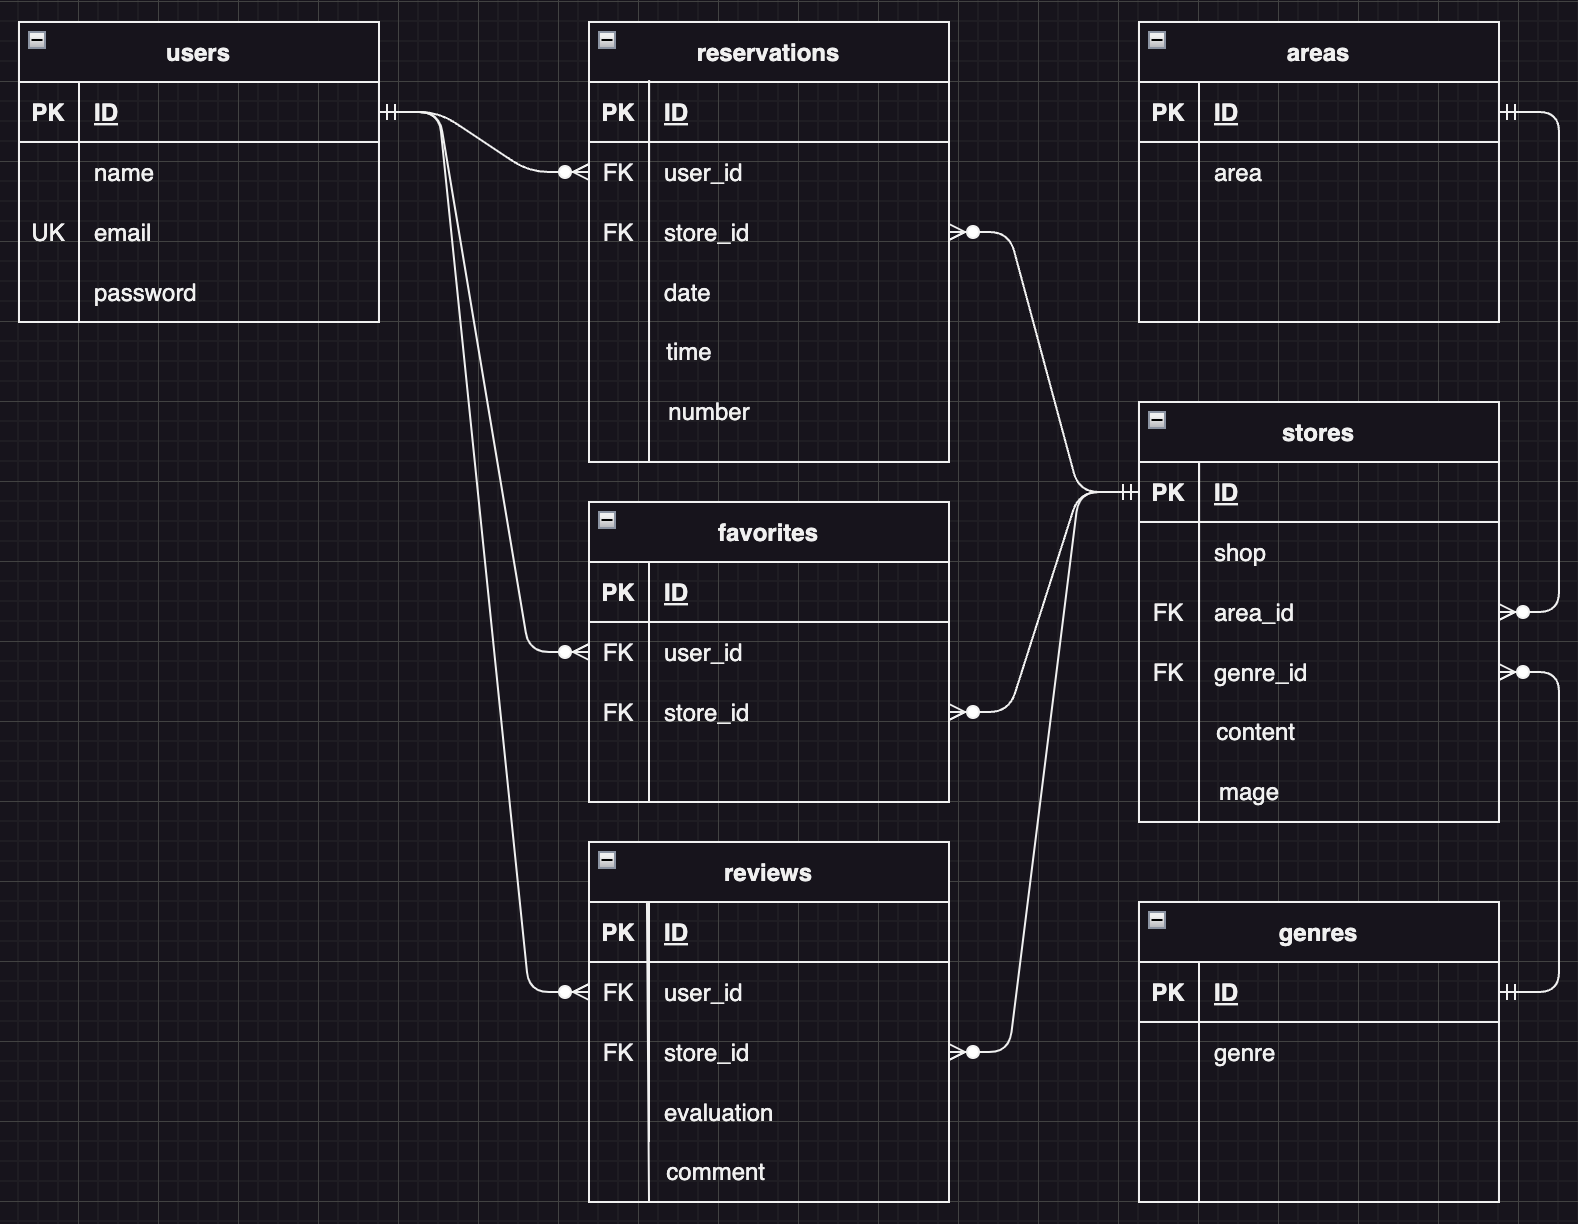 users
PK ID
name
UK email
password
reservations
PK ID
FK user_id
FK store_id
date
time
number
favorites
PK ID
FK user_id
FK store_id
reviews
PK ID
FK user_id
FK store_id
evaluation
comment
areas
PK ID
area
stores
PK ID
shop
FK area_id
FK genre_id
content
mage
genres
PK ID
genre